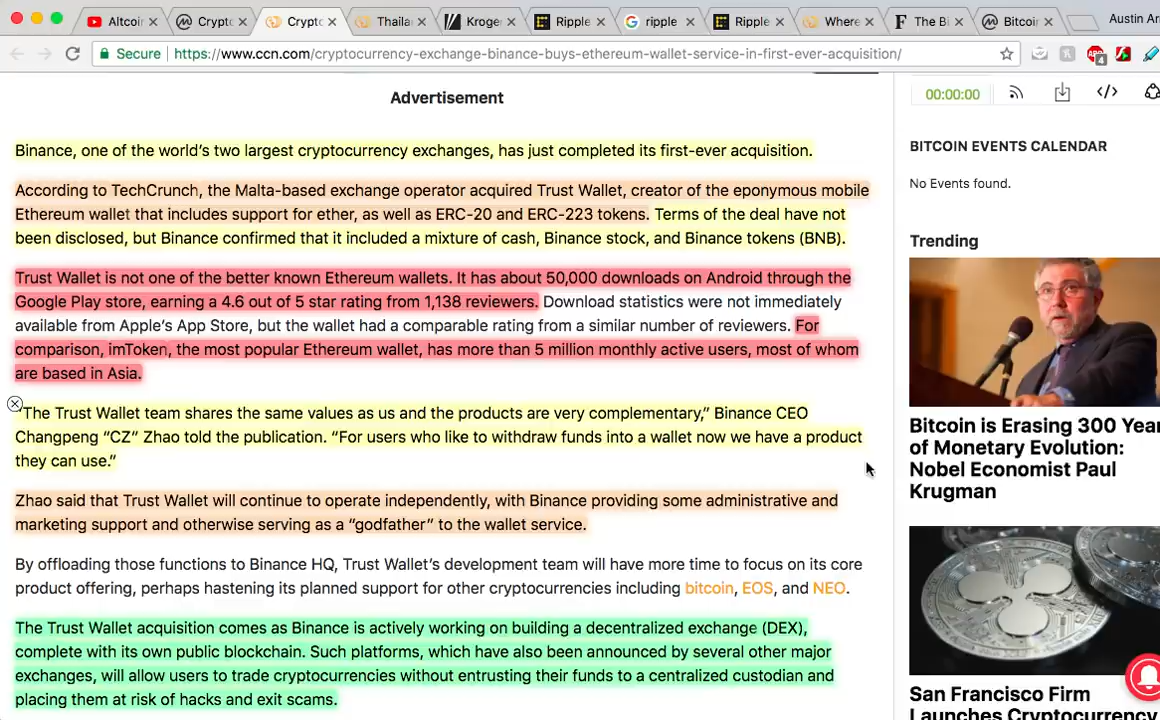 Altcoir
Crypto
Crypto
Thaila
Kroger
Ripple
ripple
Ripple
Where
The Bi
Bitcoir
Austin Ar
Secure
https://www.ccn.com/cryptocurrency-exchange-binance-buys-ethereum-wallet-service-in-first-ever-acquisition/
4
Advertisement
Binance, one of the world’s two largest cryptocurrency exchanges, has just completed its first-ever acquisition.
According to TechCrunch, the Malta-based exchange operator acquired Trust Wallet, creator of the eponymous mobile
Ethereum wallet that includes support for ether, as well as ERC-20 and ERC-223 tokens. Terms of the deal have not
been disclosed, but Binance confirmed that it included a mixture of cash, Binance stock, and Binance tokens (BNB).
Trust Wallet is not one of the better known Ethereum wallets. It has about 50,000 downloads on Android through the
Google Play store, earning a 4.6 out of 5 star rating from 1,138 reviewers. Download statistics were not immediately
available from Apple’s App Store, but the wallet had a comparable rating from a similar number of reviewers. For
comparison, imToken, the most popular Ethereum wallet, has more than 5 million monthly active users, most of whom
are based in Asia.
“The Trust Wallet team shares the same values as us and the products are very complementary,” Binance CEO
Changpeng “CZ” Zhao told the publication. “For users who like to withdraw funds into a wallet now we have a product
they can use.”
Zhao said that Trust Wallet will continue to operate independently, with Binance providing some administrative and
marketing support and otherwise serving as a “godfather” to the wallet service.
By offloading those functions to Binance HQ, Trust Wallet’s development team will have more time to focus on its core
product offering, perhaps hastening its planned support for other cryptocurrencies including bitcoin, EOS, and NEO.
The Trust Wallet acquisition comes as Binance is actively working on building a decentralized exchange (DEX),
complete with its own public blockchain. Such platforms, which have also been announced by several other major
exchanges, will allow users to trade cryptocurrencies without entrusting their funds to a centralized custodian and
placing them at risk of hacks and exit scams.
00:00:00
BITCOIN EVENTS CALENDAR
No Events found.
Trending
Bitcoin is Erasing 300 Year
of Monetary Evolution:
Nobel Economist Paul
Krugman
San Francisco Firm
Launches Cryptocurrency